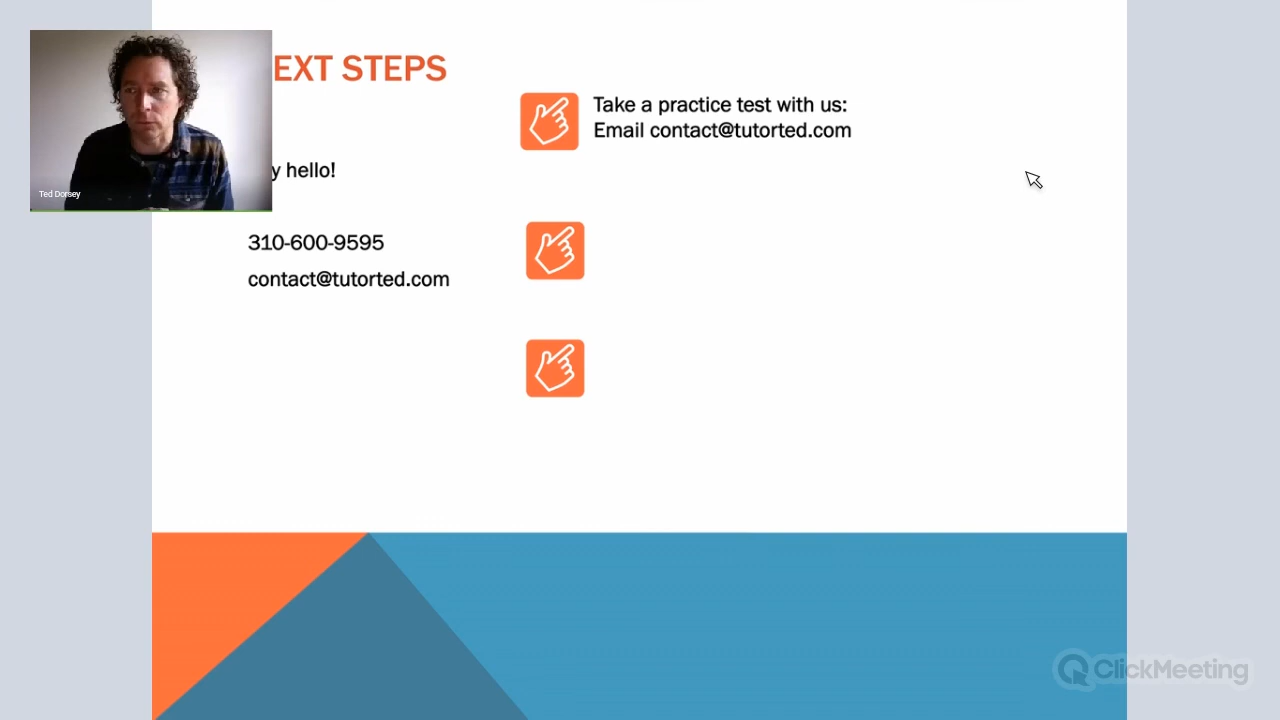 EXT STEPS
Take a practice test with us:
Email contact@tutorted.com
y hello!
Ted Dorsey
310-600-9595
contact@tutorted.com
ClickMeeting